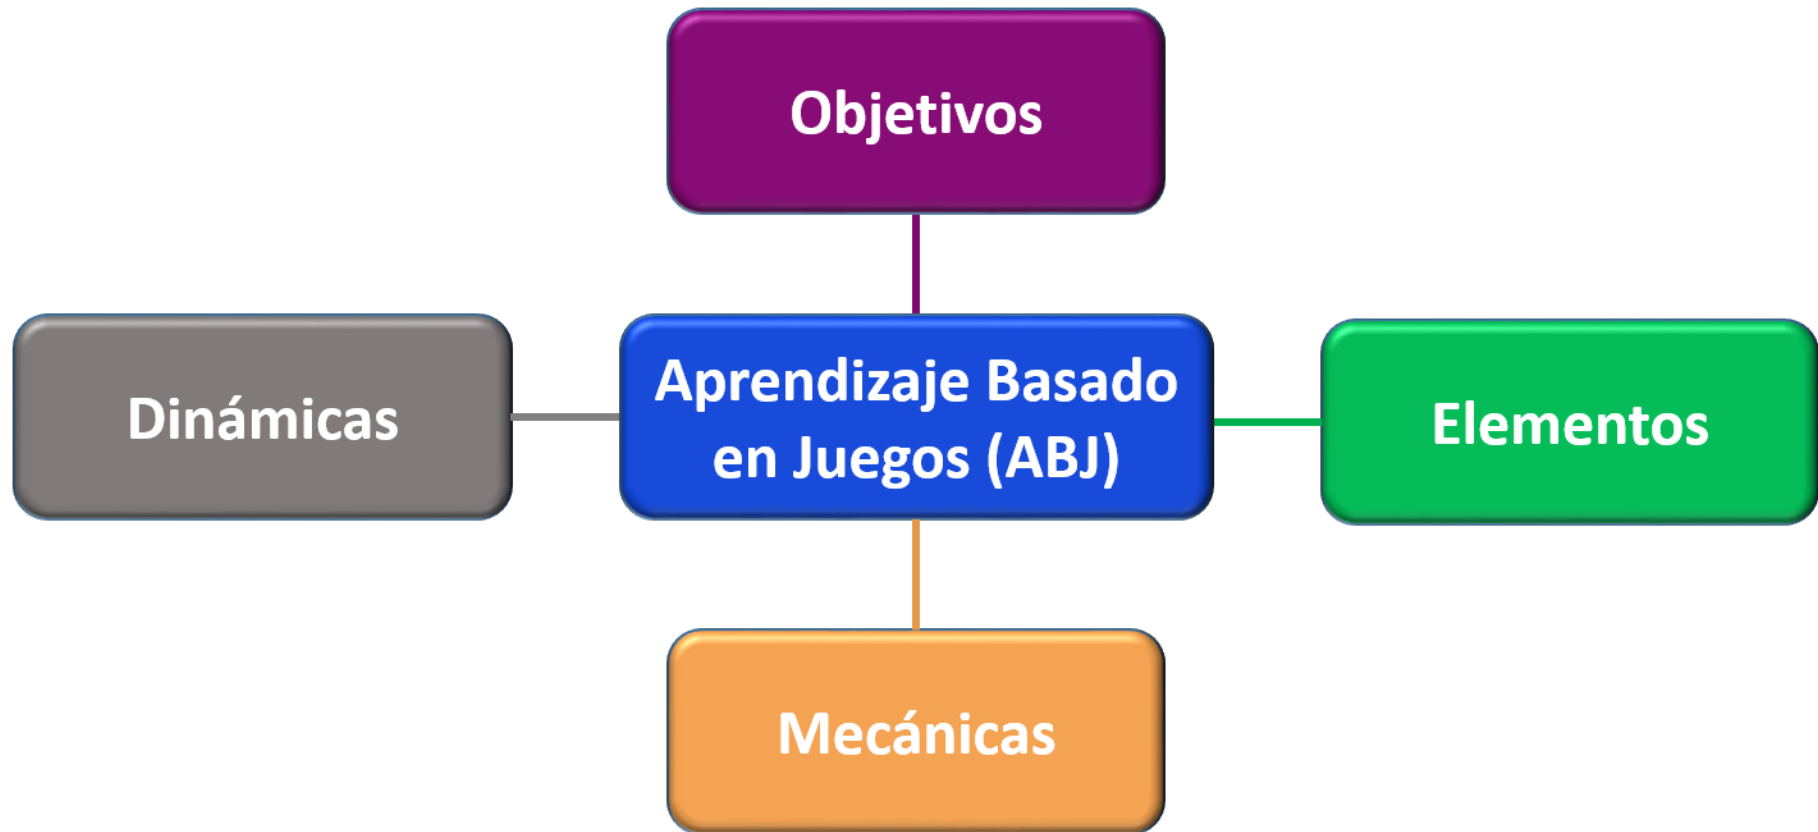 Objetivos
Dinámicas
Aprendizaje Basado
en Juegos (ABJ)
Elementos
Mecánicas